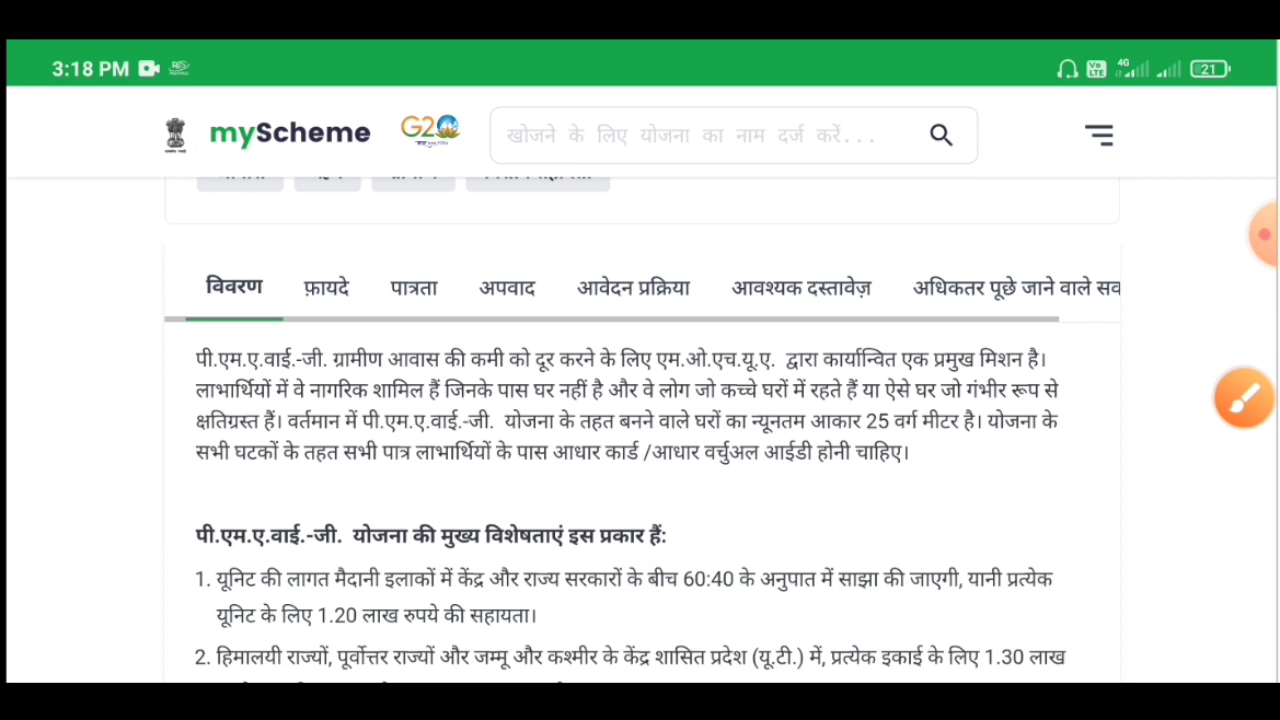 3:18 PM
Vo LTE 4G 21
myScheme G20 खोजने के लिए योजना का नाम दर्ज करें...
विवरण फ़ायदे पात्रता अपवाद आवेदन प्रक्रिया आवश्यक दस्तावेज़ अधिकतर पूछे जाने वाले सव
पी.एम.ए.वाई.-जी. ग्रामीण आवास की कमी को दूर करने के लिए एम.ओ.एच.यू.ए. द्वारा कार्यान्वित एक प्रमुख मिशन है।
लाभार्थियों में वे नागरिक शामिल हैं जिनके पास घर नहीं है और वे लोग जो कच्चे घरों में रहते हैं या ऐसे घर जो गंभीर रूप से
क्षतिग्रस्त हैं। वर्तमान में पी.एम.ए.वाई.-जी. योजना के तहत बनने वाले घरों का न्यूनतम आकार 25 वर्ग मीटर है। योजना के
सभी घटकों के तहत सभी पात्र लाभार्थियों के पास आधार कार्ड /आधार वर्चुअल आईडी होनी चाहिए।
पी.एम.ए.वाई.-जी. योजना की मुख्य विशेषताएं इस प्रकार हैं:
1. यूनिट की लागत मैदानी इलाकों में केंद्र और राज्य सरकारों के बीच 60:40 के अनुपात में साझा की जाएगी, यानी प्रत्येक
यूनिट के लिए 1.20 लाख रुपये की सहायता।
2. हिमालयी राज्यों, पूर्वोत्तर राज्यों और जम्मू और कश्मीर के केंद्र शासित प्रदेश (यू.टी.) में, प्रत्येक इकाई के लिए 1.30 लाख